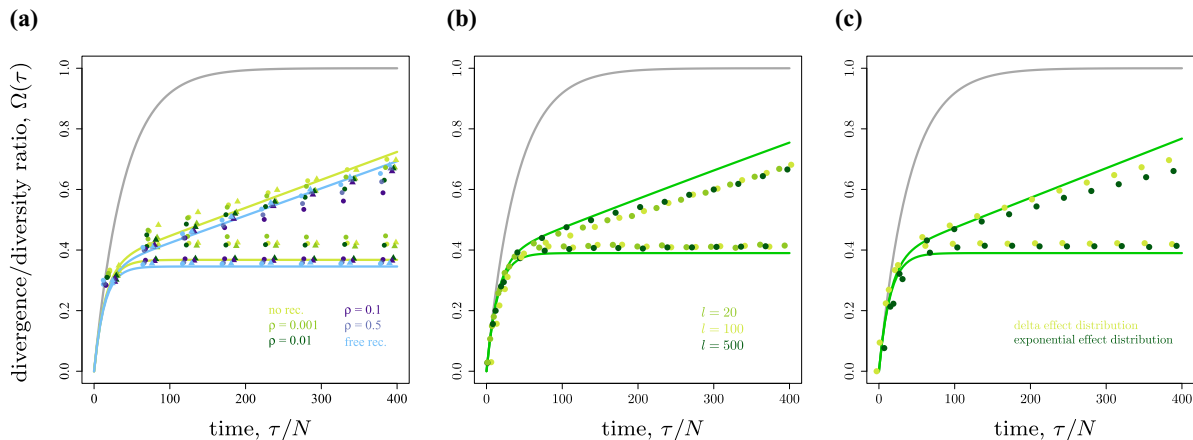 (a)
(b)
(c)
divergence/diversity ratio, Ω(τ)
0.0 0.2 0.4 0.6 0.8 1.0
0 100 200 300 400
time, τ/N
no rec.
ρ = 0.001
ρ = 0.01
ρ = 0.1
ρ = 0.5
free rec.
0.0 0.2 0.4 0.6 0.8 1.0
0 100 200 300 400
time, τ/N
l = 20
l = 100
l = 500
0.0 0.2 0.4 0.6 0.8 1.0
0 100 200 300 400
time, τ/N
delta effect distribution
exponential effect distribution